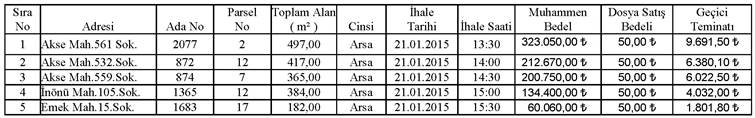 Sıra No | Adresi | Ada No | Parsel No | Toplam Alan ( m² ) | Cinsi | İhale Tarihi | İhale Saati | Muhammen Bedel | Dosya Satış Bedeli | Geçici Teminatı
1 | Akse Mah.561 Sok. | 2077 | 2 | 497,00 | Arsa | 21.01.2015 | 13:30 | 323.050,00 ₺ | 50,00 ₺ | 9.691,50 ₺
2 | Akse Mah.532.Sok. | 872 | 12 | 417,00 | Arsa | 21.01.2015 | 14:00 | 212.670,00 ₺ | 50,00 ₺ | 6.380,10 ₺
3 | Akse Mah.559.Sok. | 874 | 7 | 365,00 | Arsa | 21.01.2015 | 14:30 | 200.750,00 ₺ | 50,00 ₺ | 6.022,50 ₺
4 | İnönü Mah.105.Sok. | 1365 | 12 | 384,00 | Arsa | 21.01.2015 | 15:00 | 134.400,00 ₺ | 50,00 ₺ | 4.032,00 ₺
5 | Emek Mah.15.Sok. | 1683 | 17 | 182,00 | Arsa | 21.01.2015 | 15:30 | 60.060,00 ₺ | 50,00 ₺ | 1.801,80 ₺